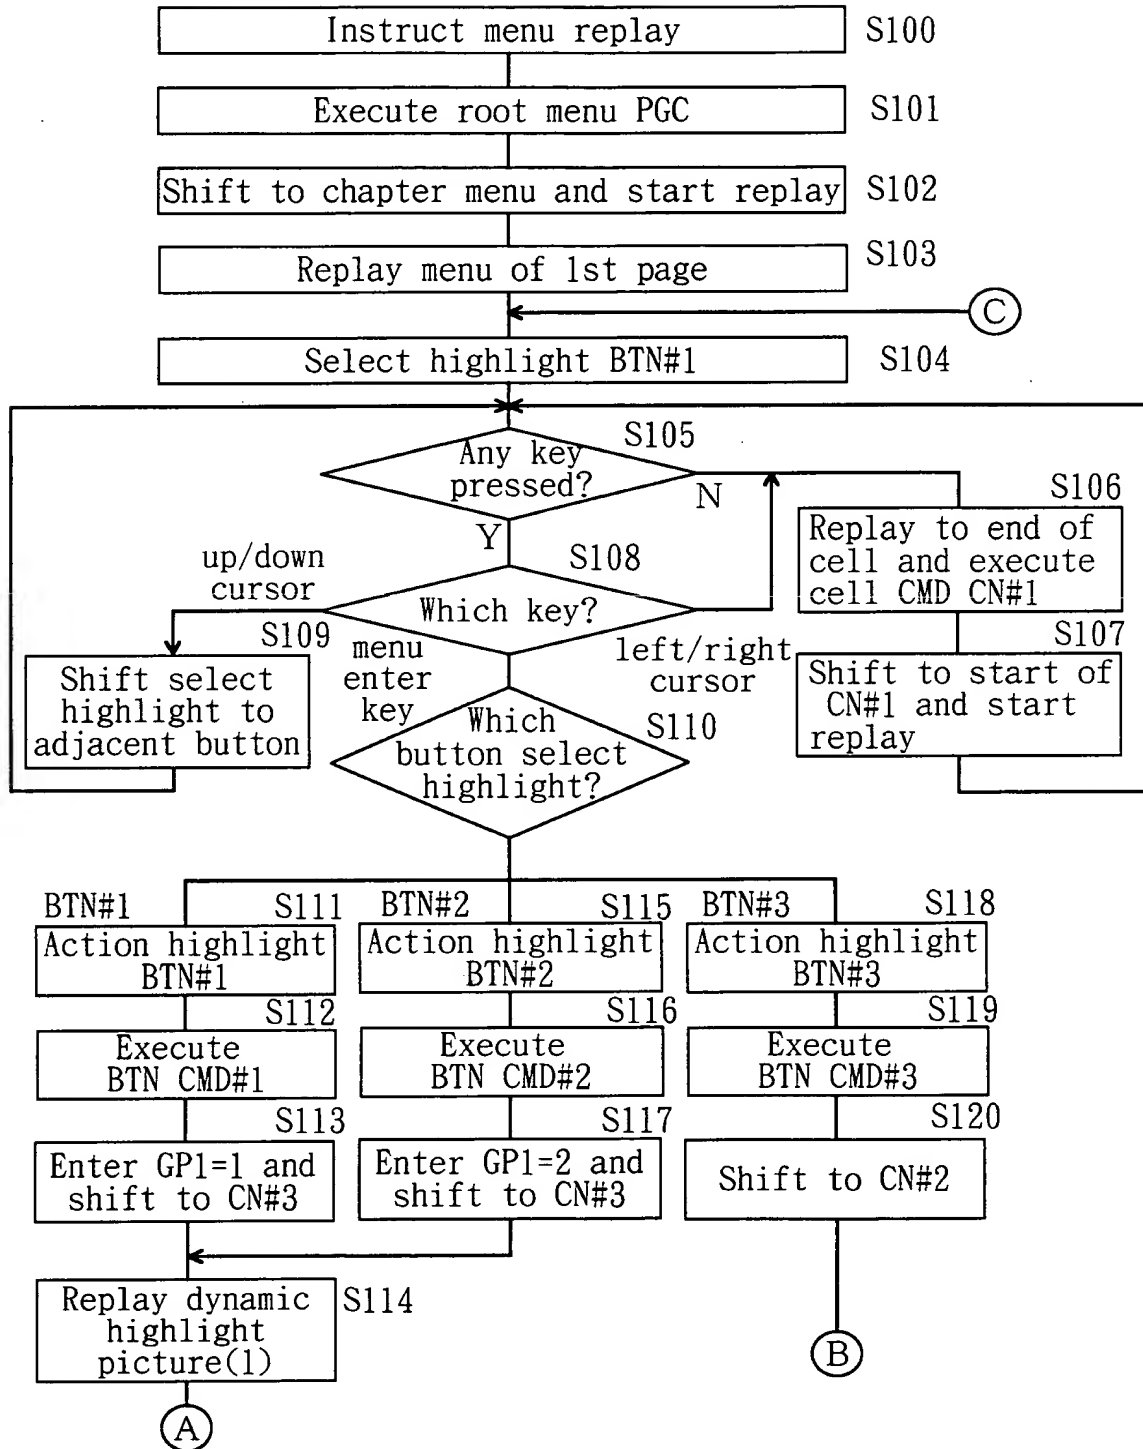 Instruct menu replay
S100
Execute root menu PGC
S101
Shift to chapter menu and start replay
S102
Replay menu of 1st page
S103
C
Select highlight BTN#1
S104
Any key
pressed?
S105
N
Y
S106
Replay to end of
cell and execute
cell CMD CN#1
S107
Shift to start of
CN#1 and start
replay
S108
Which key?
up/down
cursor
menu
enter
key
left/right
cursor
S109
Shift select
highlight to
adjacent button
S110
Which
button select
highlight?
BTN#1
S111
Action highlight
BTN#1
S112
Execute
BTN CMD#1
S113
Enter GP1=1 and
shift to CN#3
BTN#2
S115
Action highlight
BTN#2
S116
Execute
BTN CMD#2
S117
Enter GP1=2 and
shift to CN#3
BTN#3
S118
Action highlight
BTN#3
S119
Execute
BTN CMD#3
S120
Shift to CN#2
Replay dynamic
highlight
picture(1)
S114
A
B